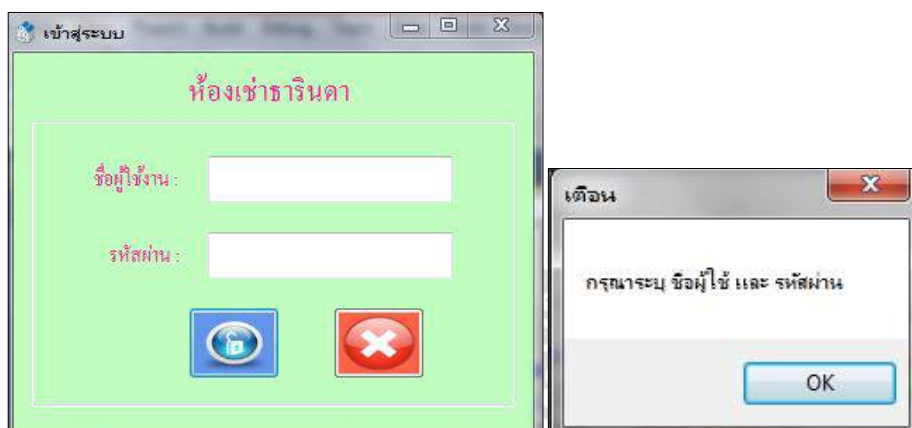 เข้าสู่ระบบ
ห้องเช่าธารินดา
ชื่อผู้ใช้งาน :
รหัสผ่าน :
เตือน
กรุณาระบุ ชื่อผู้ใช้ และ รหัสผ่าน
OK